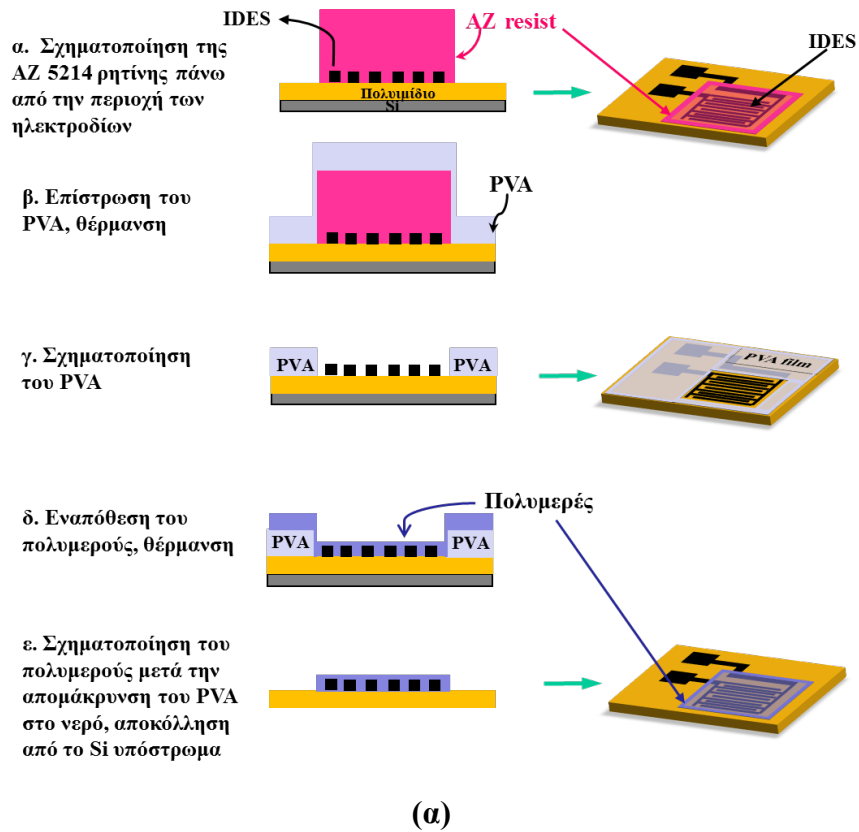 IDES
AZ resist
IDES
α. Σχηματοποίηση της
AZ 5214 ρητίνης πάνω
από την περιοχή των
ηλεκτροδίων
Πολυιμίδιο
Si
β. Επίστρωση του
PVA, θέρμανση
PVA
γ. Σχηματοποίηση
του PVA
PVA
PVA
PVA film
δ. Εναπόθεση του
πολυμερούς, θέρμανση
Πολυμερές
PVA
PVA
ε. Σχηματοποίηση του
πολυμερούς μετά την
απομάκρυνση του PVA
στο νερό, αποκόλληση
από το Si υπόστρωμα
(α)